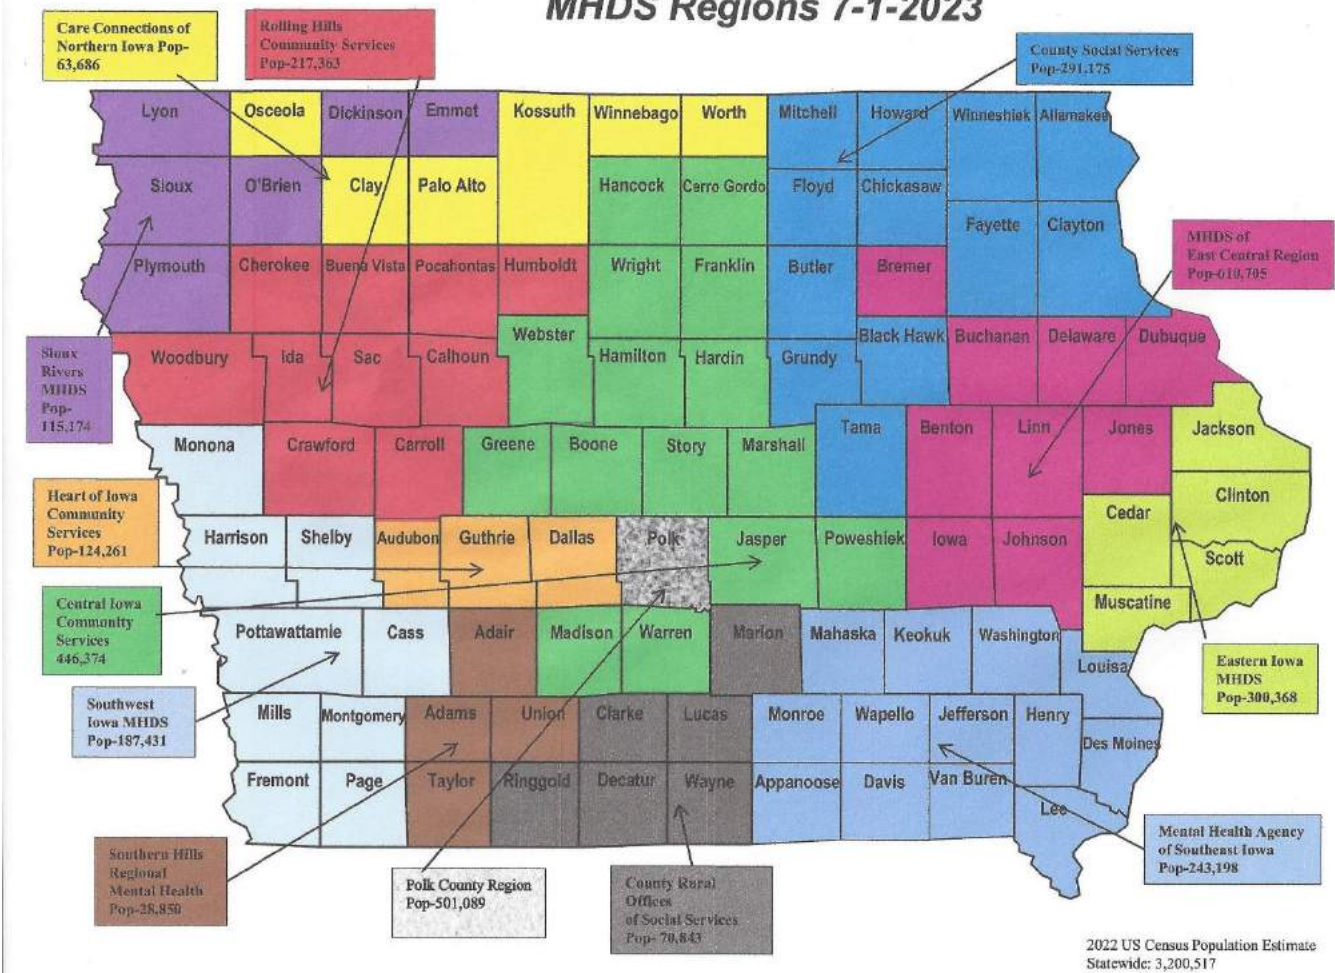 MHDS Regions 7-1-2023
Care Connections of
Northern Iowa Pop-
63,686
Rolling Hills
Community Services
Pop-217,363
County Social Services
Pop-291,175
Lyon
Osceola
Dickinson
Emmet
Kossuth
Winnebago
Worth
Mitchell
Howard
Winneshiek
Allamakee
Sioux
O'Brien
Clay
Palo Alto
Hancock
Cerro Gordo
Floyd
Chickasaw
Fayette
Clayton
MHDS of
East Central Region
Pop-610,705
Plymouth
Cherokee
Buena Vista
Pocahontas
Humboldt
Wright
Franklin
Butler
Bremer
Sioux
Rivers
MHDS
Pop-
115,174
Woodbury
Ida
Sac
Calhoun
Webster
Hamilton
Hardin
Grundy
Black Hawk
Buchanan
Delaware
Dubuque
Monona
Crawford
Carroll
Greene
Boone
Story
Marshall
Tama
Benton
Linn
Jones
Jackson
Heart of Iowa
Community
Services
Pop-124,261
Harrison
Shelby
Audubon
Guthrie
Dallas
Polk
Jasper
Poweshiek
Iowa
Johnson
Cedar
Clinton
Scott
Muscatine
Central Iowa
Community
Services
446,374
Pottawattamie
Cass
Adair
Madison
Warren
Marion
Mahaska
Keokuk
Washington
Louisa
Eastern Iowa
MHDS
Pop-300,368
Southwest
Iowa MHDS
Pop-187,431
Mills
Montgomery
Adams
Union
Clarke
Lucas
Monroe
Wapello
Jefferson
Henry
Des Moines
Fremont
Page
Taylor
Ringgold
Decatur
Wayne
Appanoose
Davis
Van Buren
Lee
Southern Hills
Regional
Mental Health
Pop-28,850
Polk County Region
Pop-501,089
County Rural
Offices
of Social Services
Pop- 70,843
Mental Health Agency
of Southeast Iowa
Pop-243,198
2022 US Census Population Estimate
Statewide: 3,200,517